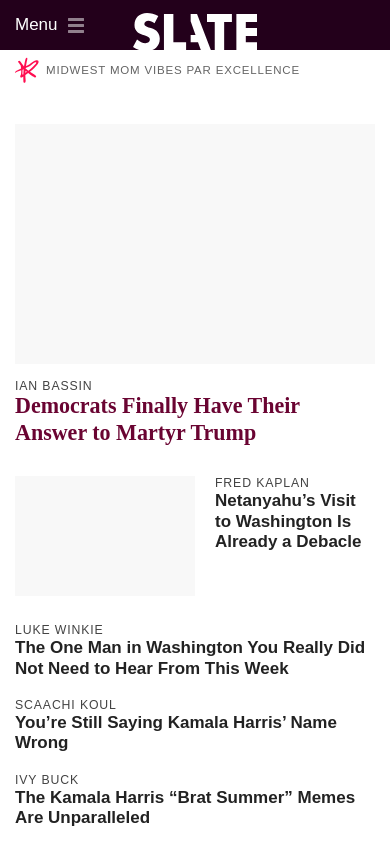 Menu
SLATE
MIDWEST MOM VIBES PAR EXCELLENCE
IAN BASSIN
Democrats Finally Have Their
Answer to Martyr Trump
FRED KAPLAN
Netanyahu’s Visit
to Washington Is
Already a Debacle
LUKE WINKIE
The One Man in Washington You Really Did
Not Need to Hear From This Week
SCAACHI KOUL
You’re Still Saying Kamala Harris’ Name
Wrong
IVY BUCK
The Kamala Harris “Brat Summer” Memes
Are Unparalleled